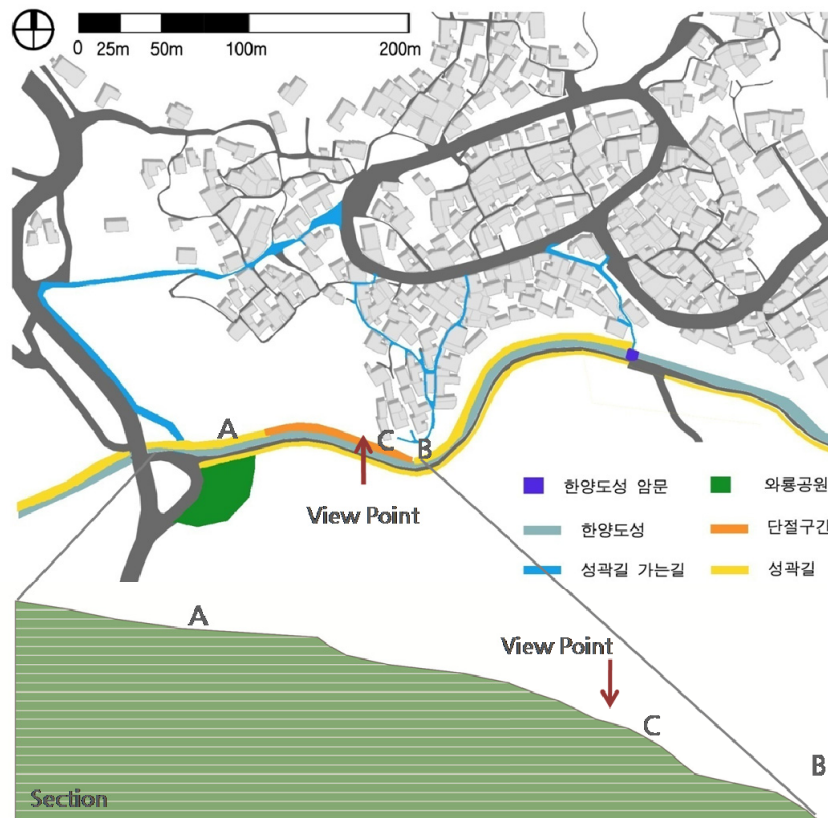 0 25m 50m 100m 200m
A
C
B
View Point
한양도성 암문
와룡공원
한양도성
단절구간
성곽길 가는길
성곽길
A
View Point
C
B
Section